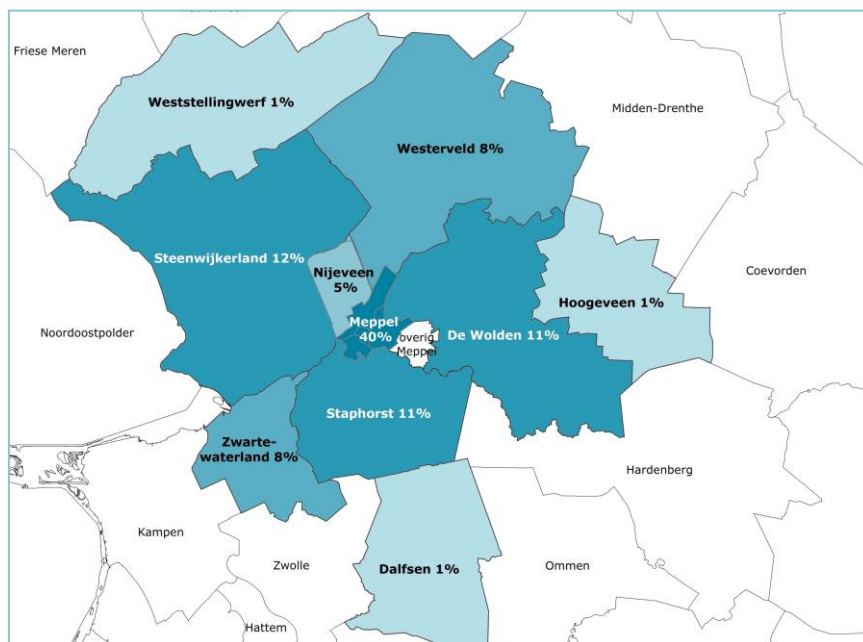 Friese Meren
Weststellingwerf 1%
Midden-Drenthe
Westerveld 8%
Steenwijkerland 12%
Nijeveen
5%
Coevorden
Hoogeveen 1%
Noordoostpolder
Meppel
40%
overig
Meppel
De Wolden 11%
Staphorst 11%
Zwarte-
waterland 8%
Hardenberg
Kampen
Zwolle
Dalfsen 1%
Ommen
Hattem